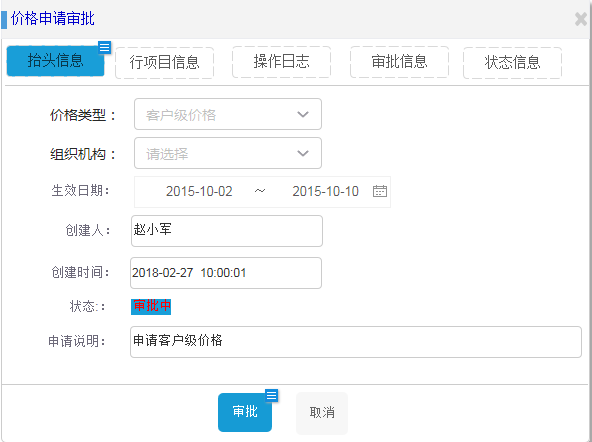 价格申请审批
抬头信息 行项目信息 操作日志 审批信息 状态信息
价格类型： 客户级价格
组织机构： 请选择
生效日期： 2015-10-02 ～ 2015-10-10
创建人： 赵小军
创建时间： 2018-02-27 10:00:01
状态:： 审批中
申请说明： 申请客户级价格
审批 取消